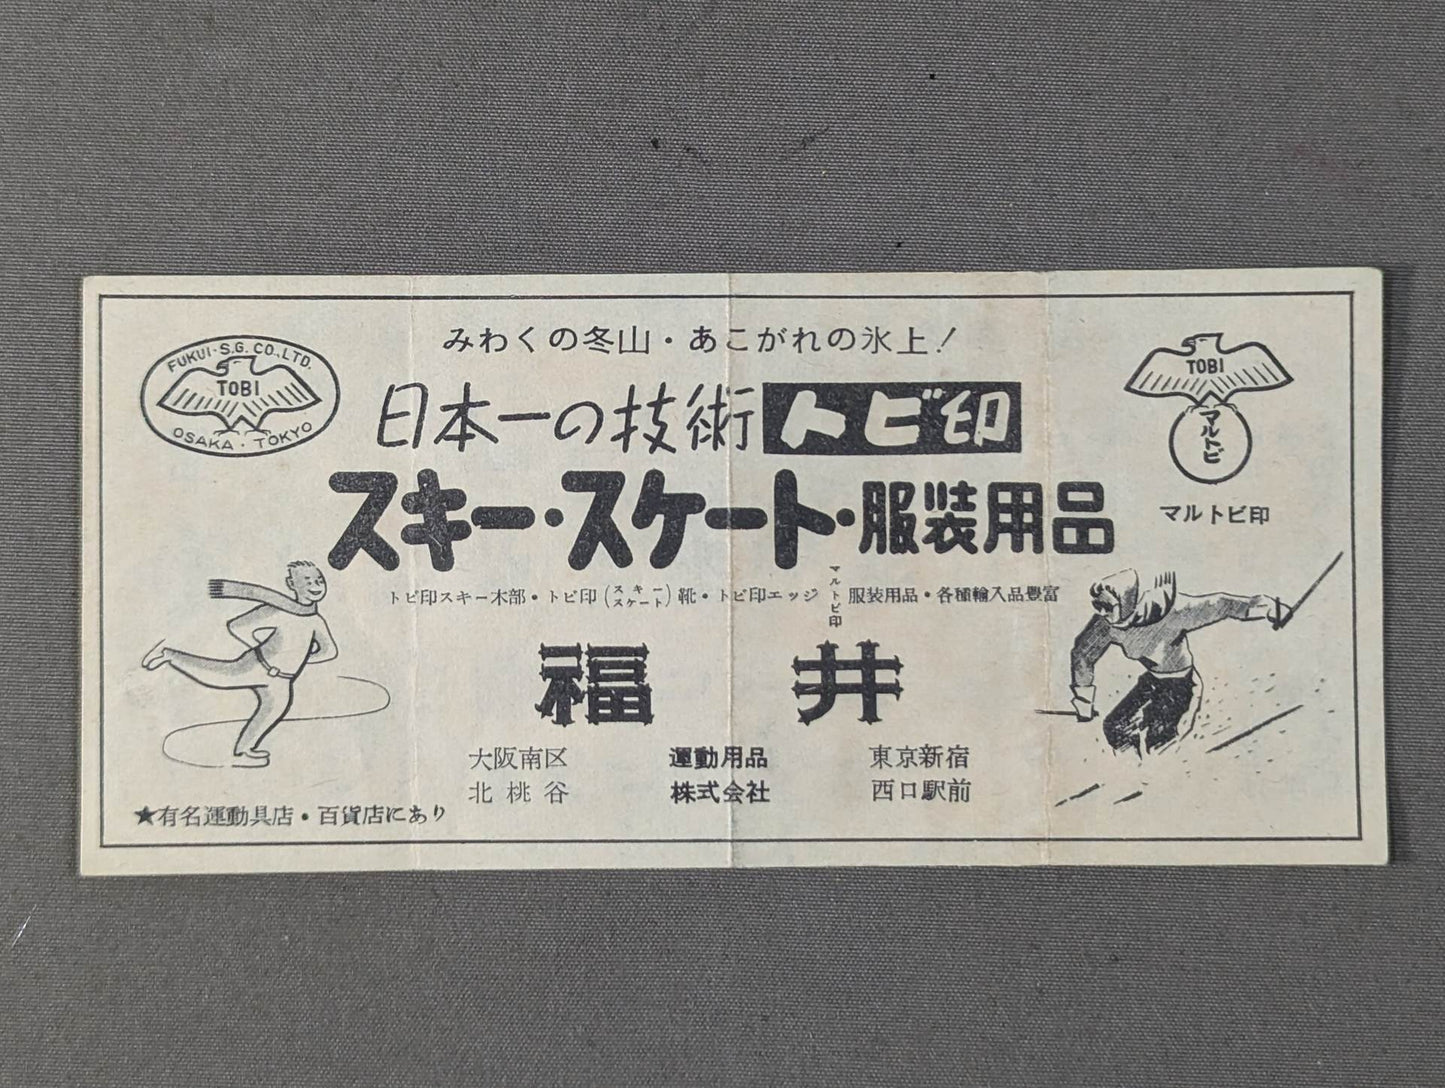 みわくの冬山・あこがれの氷上!
FUKUI・S.G. CO.,LTD.
TOBI
OSAKA・TOKYO
日本一の技術 トビ印
スキー・スケート・服装用品
TOBI
マルトビ
マルトビ印
トビ印スキー木部・トビ印(スキー スケート)靴・トビ印エッジ マルトビ印 服装用品・各種輸入品豊富
福井
大阪南区 運動用品 東京新宿
北桃谷 株式会社 西口駅前
★有名運動具店・百貨店にあり